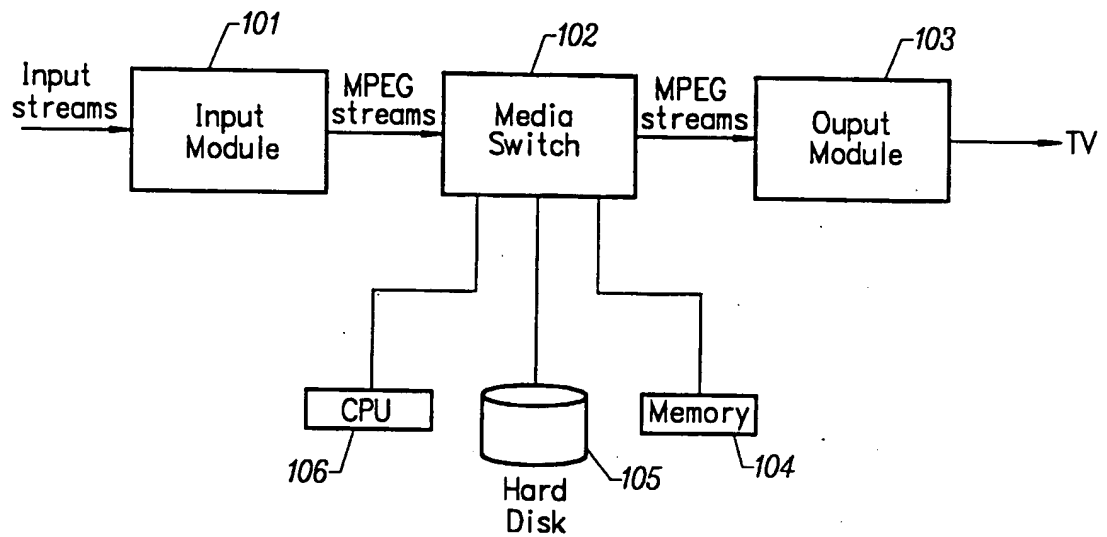 101
102
103
Input
streams
Input
Module
MPEG
streams
Media
Switch
MPEG
streams
Ouput
Module
TV
CPU
106
Hard
Disk
105
Memory
104